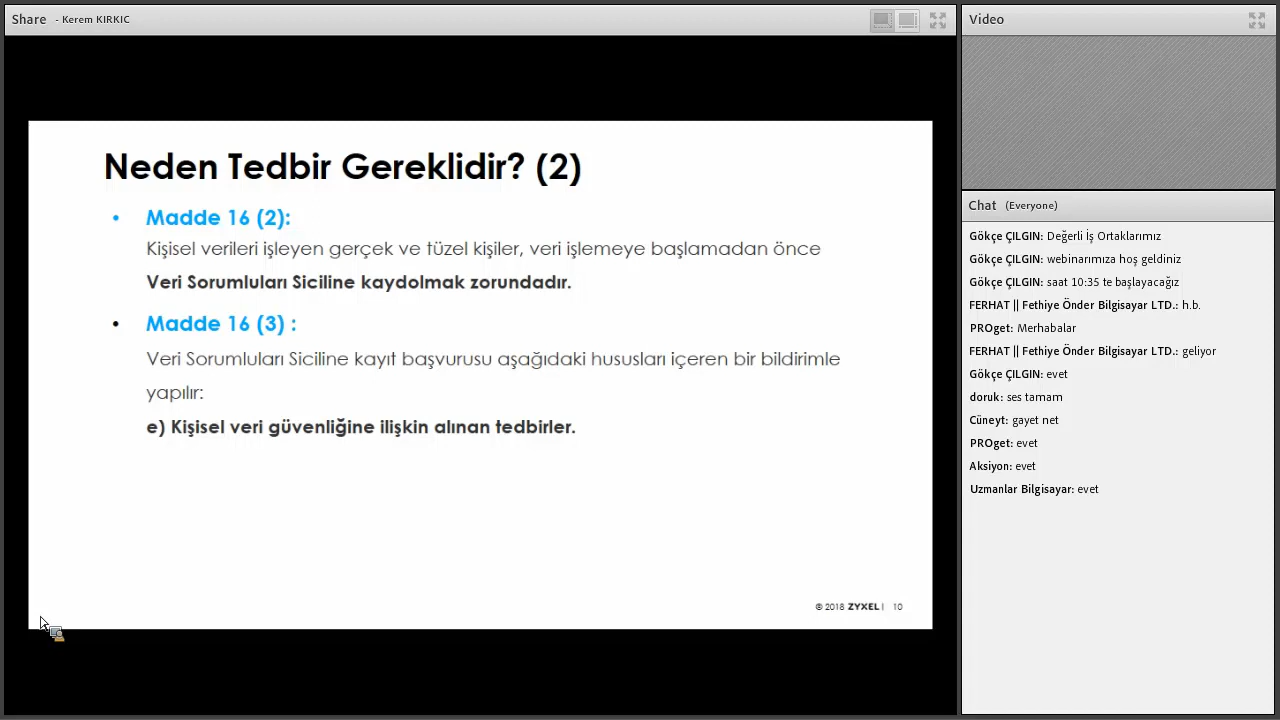 Share - Kerem KIRKIC
Neden Tedbir Gereklidir? (2)
• Madde 16 (2):
Kişisel verileri işleyen gerçek ve tüzel kişiler, veri işlemeye başlamadan önce
Veri Sorumluları Siciline kaydolmak zorundadır.
• Madde 16 (3) :
Veri Sorumluları Siciline kayıt başvurusu aşağıdaki hususları içeren bir bildirimle
yapılır:
e) Kişisel veri güvenliğine ilişkin alınan tedbirler.
© 2018 ZYXEL | 10
Video
Chat (Everyone)
Gökçe ÇILGIN: Değerli İş Ortaklarımız
Gökçe ÇILGIN: webinarımıza hoş geldiniz
Gökçe ÇILGIN: saat 10:35 te başlayacağız
FERHAT || Fethiye Önder Bilgisayar LTD.: h.b.
PROget: Merhabalar
FERHAT || Fethiye Önder Bilgisayar LTD.: geliyor
Gökçe ÇILGIN: evet
doruk: ses tamam
Cüneyt: gayet net
PROget: evet
Aksiyon: evet
Uzmanlar Bilgisayar: evet